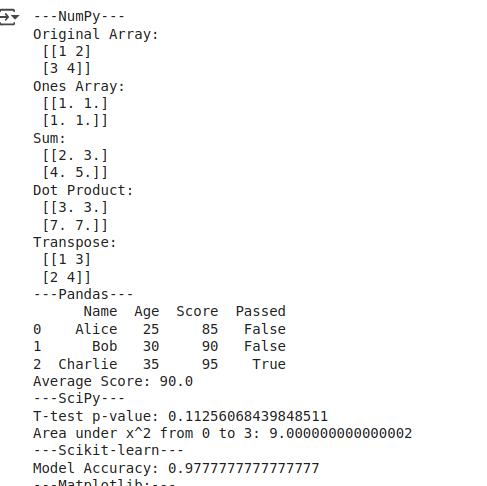 ---NumPy---
Original Array:
 [[1 2]
 [3 4]]
Ones Array:
 [[1. 1.]
 [1. 1.]]
Sum:
 [[2. 3.]
 [4. 5.]]
Dot Product:
 [[3. 3.]
 [7. 7.]]
Transpose:
 [[1 3]
 [2 4]]
---Pandas---
      Name  Age  Score  Passed
0    Alice   25     85   False
1      Bob   30     90   False
2  Charlie   35     95    True
Average Score: 90.0
---SciPy---
T-test p-value: 0.11256068439848511
Area under x^2 from 0 to 3: 9.000000000000002
---Scikit-learn---
Model Accuracy: 0.9777777777777777
---Matplotlib:---